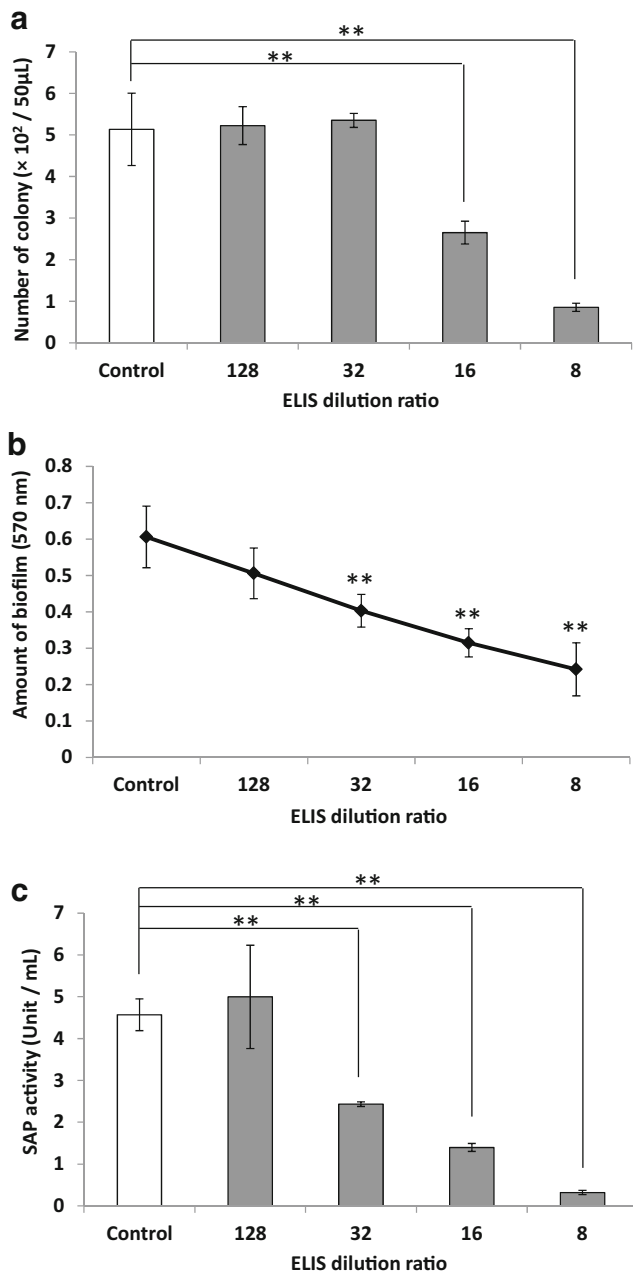 a
**
**
Number of colony (× 10² / 50μL)
7
6
5
4
3
2
1
0
Control 128 32 16 8
ELIS dilution ratio
b
Amount of biofilm (570 nm)
0.8
0.7
0.6
0.5
0.4
0.3
0.2
0.1
0
**
**
**
Control 128 32 16 8
ELIS dilution ratio
c
**
**
**
SAP activity (Unit / mL)
7
6
5
4
3
2
1
0
Control 128 32 16 8
ELIS dilution ratio